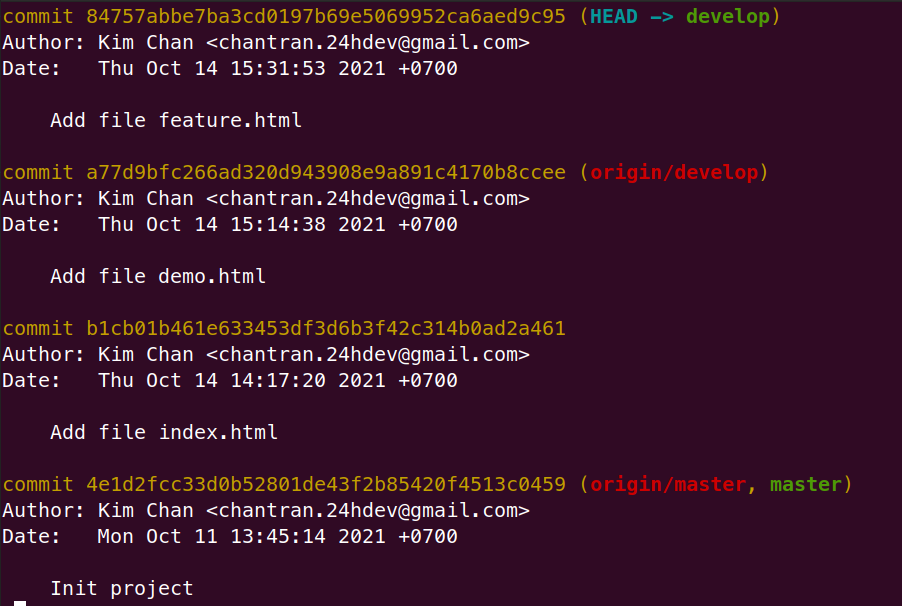 commit 84757abbe7ba3cd0197b69e5069952ca6aed9c95 (HEAD -> develop)
Author: Kim Chan <chantran.24hdev@gmail.com>
Date:   Thu Oct 14 15:31:53 2021 +0700
    Add file feature.html
commit a77d9bfc266ad320d943908e9a891c4170b8ccee (origin/develop)
Author: Kim Chan <chantran.24hdev@gmail.com>
Date:   Thu Oct 14 15:14:38 2021 +0700
    Add file demo.html
commit b1cb01b461e633453df3d6b3f42c314b0ad2a461
Author: Kim Chan <chantran.24hdev@gmail.com>
Date:   Thu Oct 14 14:17:20 2021 +0700
    Add file index.html
commit 4e1d2fcc33d0b52801de43f2b85420f4513c0459 (origin/master, master)
Author: Kim Chan <chantran.24hdev@gmail.com>
Date:   Mon Oct 11 13:45:14 2021 +0700
    Init project